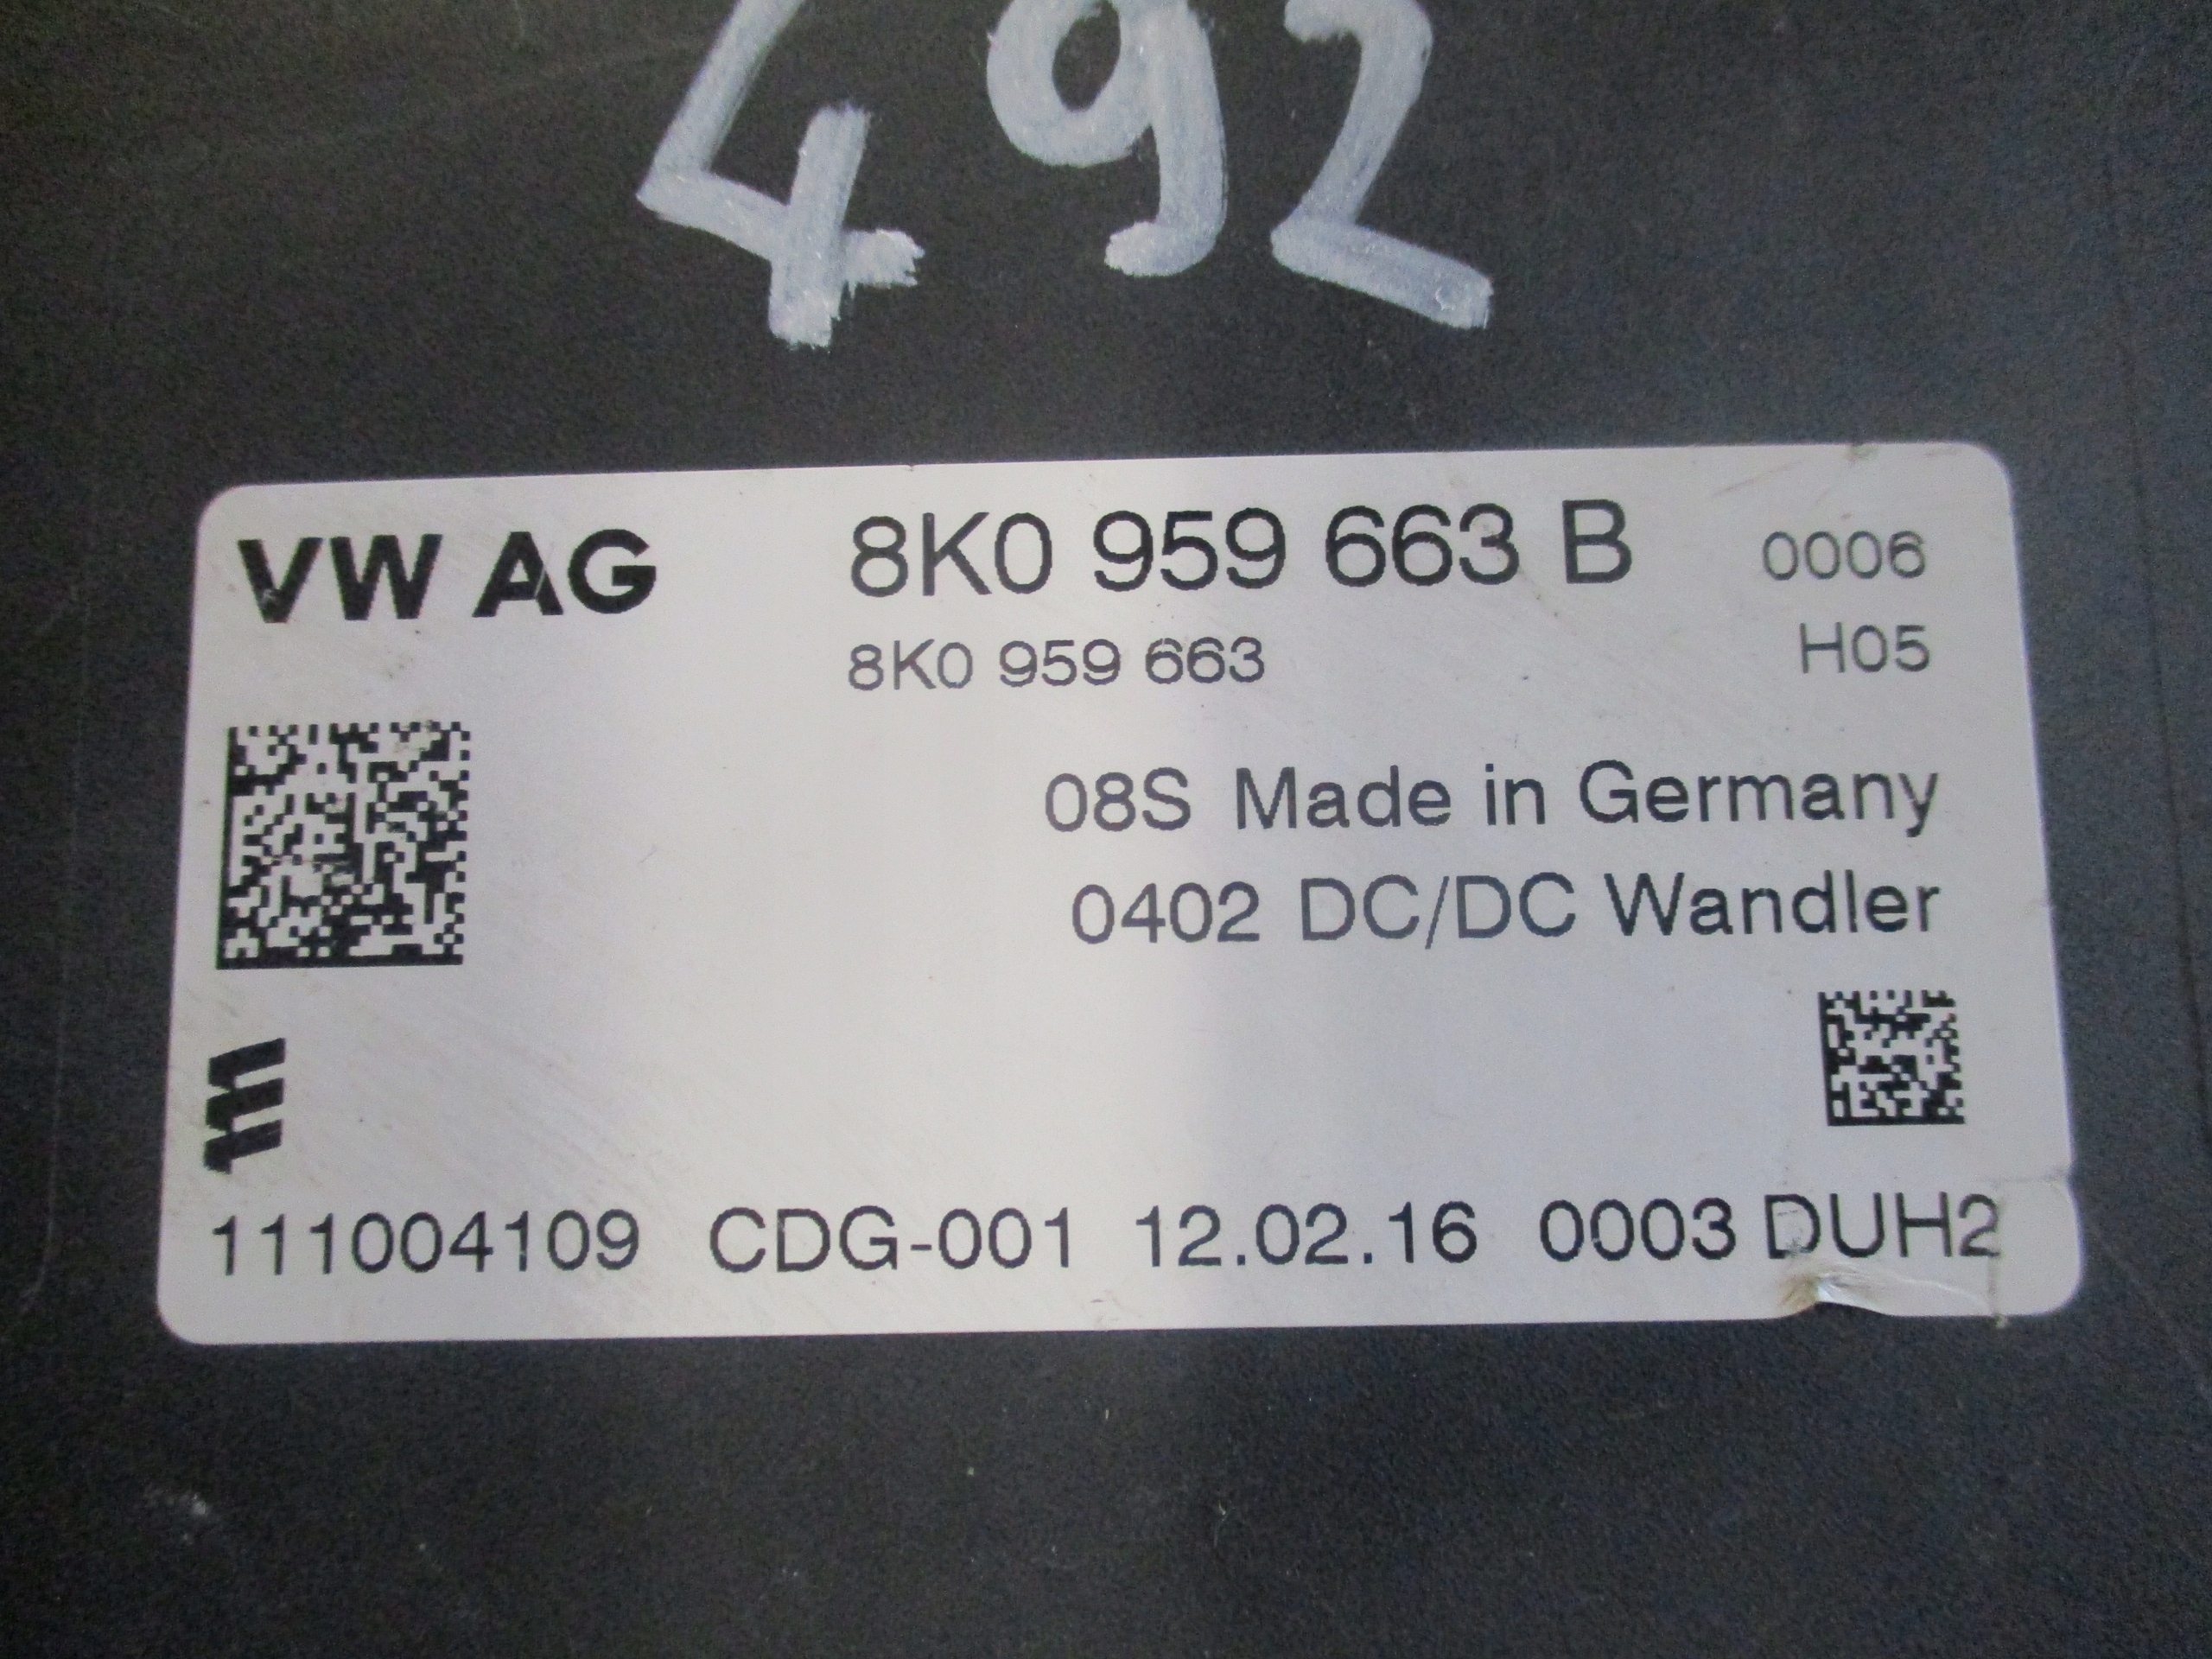 492
VW AG 8K0 959 663 B 0006
8K0 959 663 H05
08S Made in Germany
0402 DC/DC Wandler
111004109 CDG-001 12.02.16 0003 DUH2